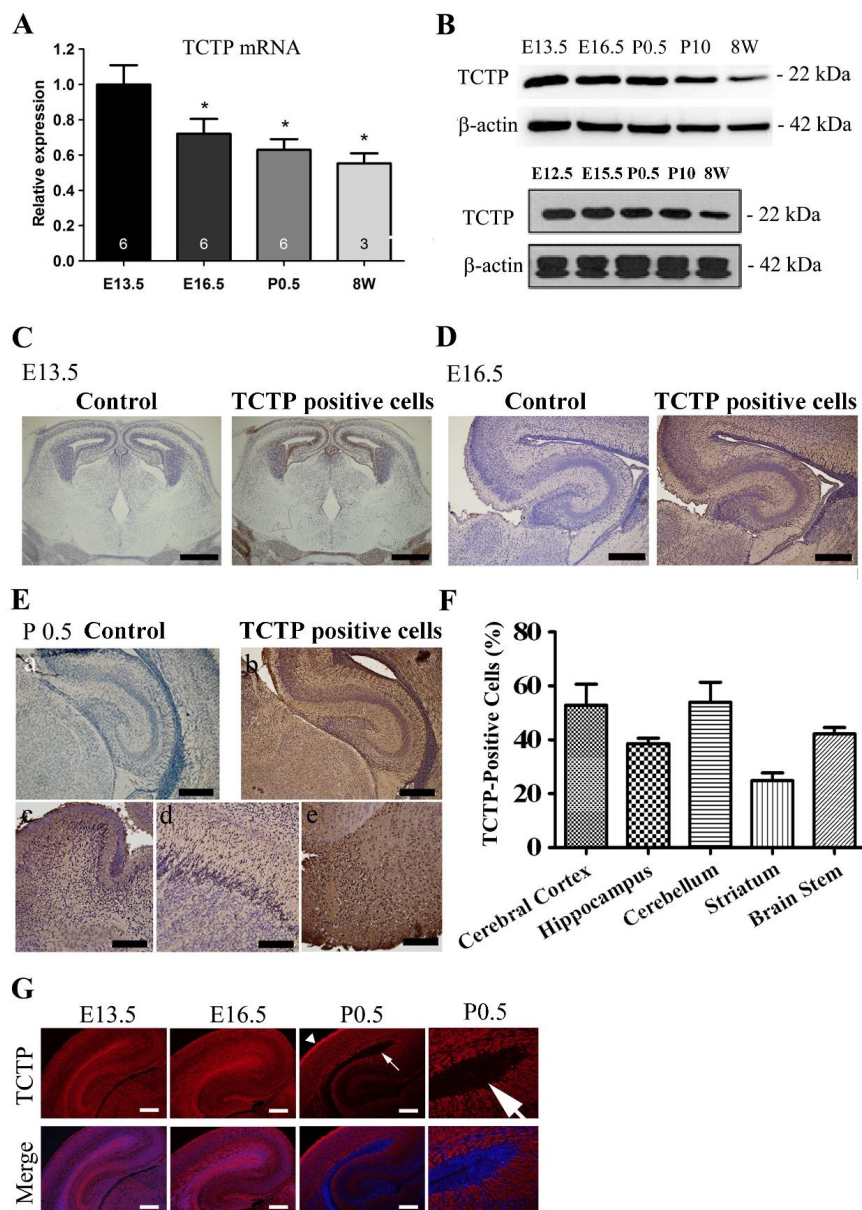 A
TCTP mRNA
Relative expression
1.2
1.0
0.8
0.6
0.4
0.2
0.0
* * *
6 6 6 3
E13.5 E16.5 P0.5 8W
B
E13.5 E16.5 P0.5 P10 8W
TCTP - 22 kDa
β-actin - 42 kDa
E12.5 E15.5 P0.5 P10 8W
TCTP - 22 kDa
β-actin - 42 kDa
C
E13.5
Control TCTP positive cells
D
E16.5
Control TCTP positive cells
E
P 0.5 Control TCTP positive cells
a b
c d e
F
TCTP-Positive Cells (%)
80
60
40
20
0
Cerebral Cortex
Hippocampus
Cerebellum
Striatum
Brain Stem
G
E13.5 E16.5 P0.5 P0.5
TCTP
Merge